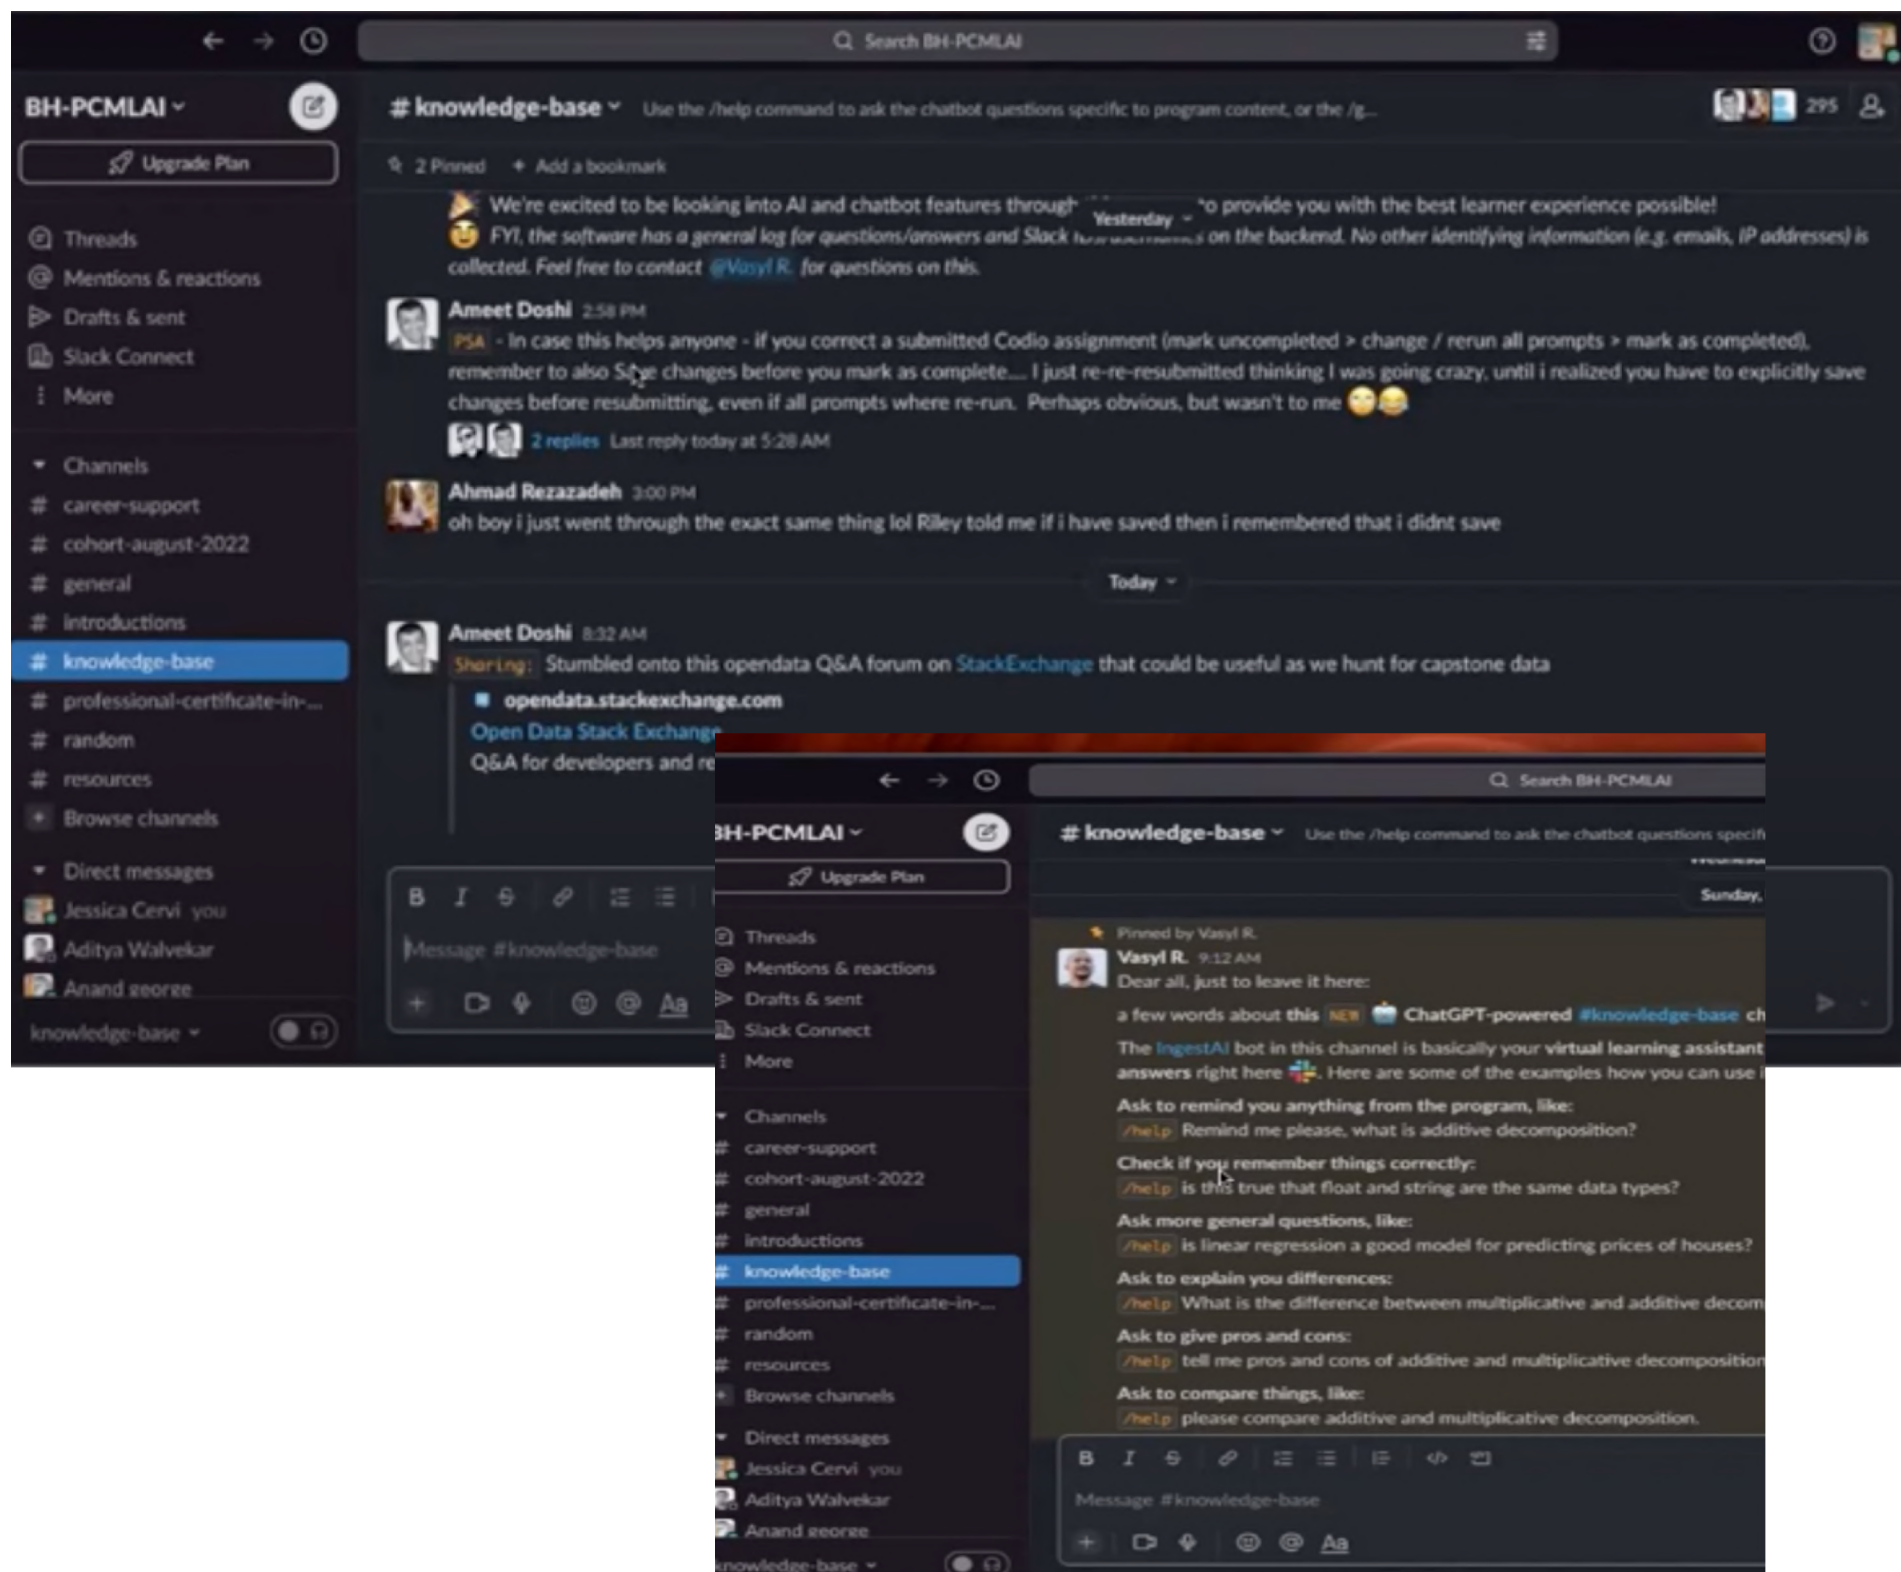 Search BH-PCMLAI
BH-PCMLAI
Upgrade Plan
Threads
Mentions & reactions
Drafts & sent
Slack Connect
More
Channels
# career-support
# cohort-august-2022
# general
# introductions
# knowledge-base
# professional-certificate-in-...
# random
# resources
+ Browse channels
Direct messages
Jessica Cervi you
Aditya Walvekar
Anand george
knowledge-base
# knowledge-base Use the /help command to ask the chatbot questions specific to program content, or the /g...
295
2 Pinned + Add a bookmark
We're excited to be looking into AI and chatbot features through to provide you with the best learner experience possible!
Yesterday
FYI, the software has a general log for questions/answers and Slack on the backend. No other identifying information (e.g. emails, IP addresses) is
collected. Feel free to contact @Vasyl R. for questions on this.
Ameet Doshi 2:58 PM
PSA - In case this helps anyone - if you correct a submitted Codio assignment (mark uncompleted > change / rerun all prompts > mark as completed),
remember to also Save changes before you mark as complete.... I just re-re-resubmitted thinking I was going crazy, until i realized you have to explicitly save
changes before resubmitting, even if all prompts where re-run. Perhaps obvious, but wasn't to me
2 replies Last reply today at 5:28 AM
Ahmad Rezazadeh 3:00 PM
oh boy i just went through the exact same thing lol Riley told me if i have saved then i remembered that i didnt save
Today
Ameet Doshi 8:32 AM
Sharing: Stumbled onto this opendata Q&A forum on StackExchange that could be useful as we hunt for capstone data
opendata.stackexchange.com
Open Data Stack Exchange
Q&A for developers and re
B I S
Message #knowledge-base
+ @ Aa
Search BH-PCMLAI
BH-PCMLAI
Upgrade Plan
Threads
Mentions & reactions
Drafts & sent
Slack Connect
More
Channels
# career-support
# cohort-august-2022
# general
# introductions
# knowledge-base
# professional-certificate-in-...
# random
# resources
+ Browse channels
Direct messages
Jessica Cervi you
Aditya Walvekar
Anand george
knowledge-base
# knowledge-base Use the /help command to ask the chatbot questions specifi
Sunday,
Pinned by Vasyl R.
Vasyl R. 9:12 AM
Dear all, just to leave it here:
a few words about this NEW ChatGPT-powered #knowledge-base ch
The IngestAI bot in this channel is basically your virtual learning assistant
answers right here . Here are some of the examples how you can use i
Ask to remind you anything from the program, like:
/help Remind me please, what is additive decomposition?
Check if you remember things correctly:
/help is this true that float and string are the same data types?
Ask more general questions, like:
/help is linear regression a good model for predicting prices of houses?
Ask to explain you differences:
/help What is the difference between multiplicative and additive decom
Ask to give pros and cons:
/help tell me pros and cons of additive and multiplicative decomposition
Ask to compare things, like:
/help please compare additive and multiplicative decomposition.
B I S </>
Message #knowledge-base
+ @ Aa